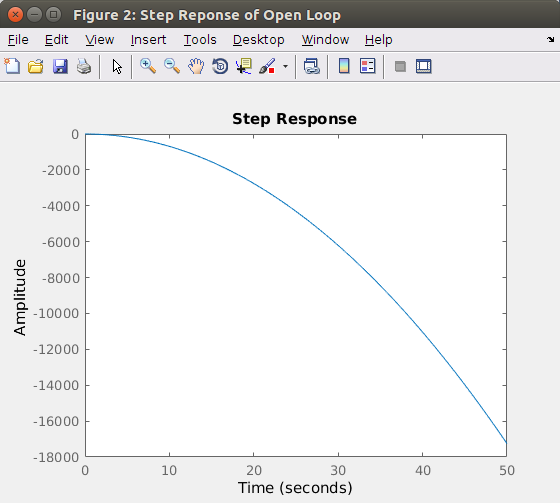 Figure 2: Step Reponse of Open Loop
File Edit View Insert Tools Desktop Window Help
Step Response
0
-2000
-4000
-6000
-8000
-10000
-12000
-14000
-16000
-18000
Amplitude
0 10 20 30 40 50
Time (seconds)